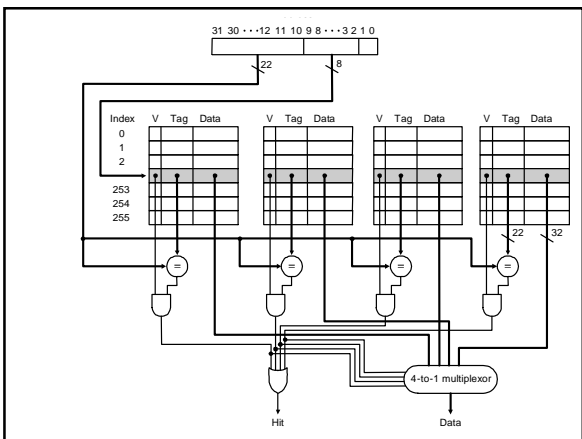 31 30 ···12 11 10 9 8 ···3 2 1 0
22
8
Index
V Tag Data
V Tag Data
V Tag Data
V Tag Data
0
1
2
253
254
255
22
32
=
=
=
=
4-to-1 multiplexor
Hit
Data